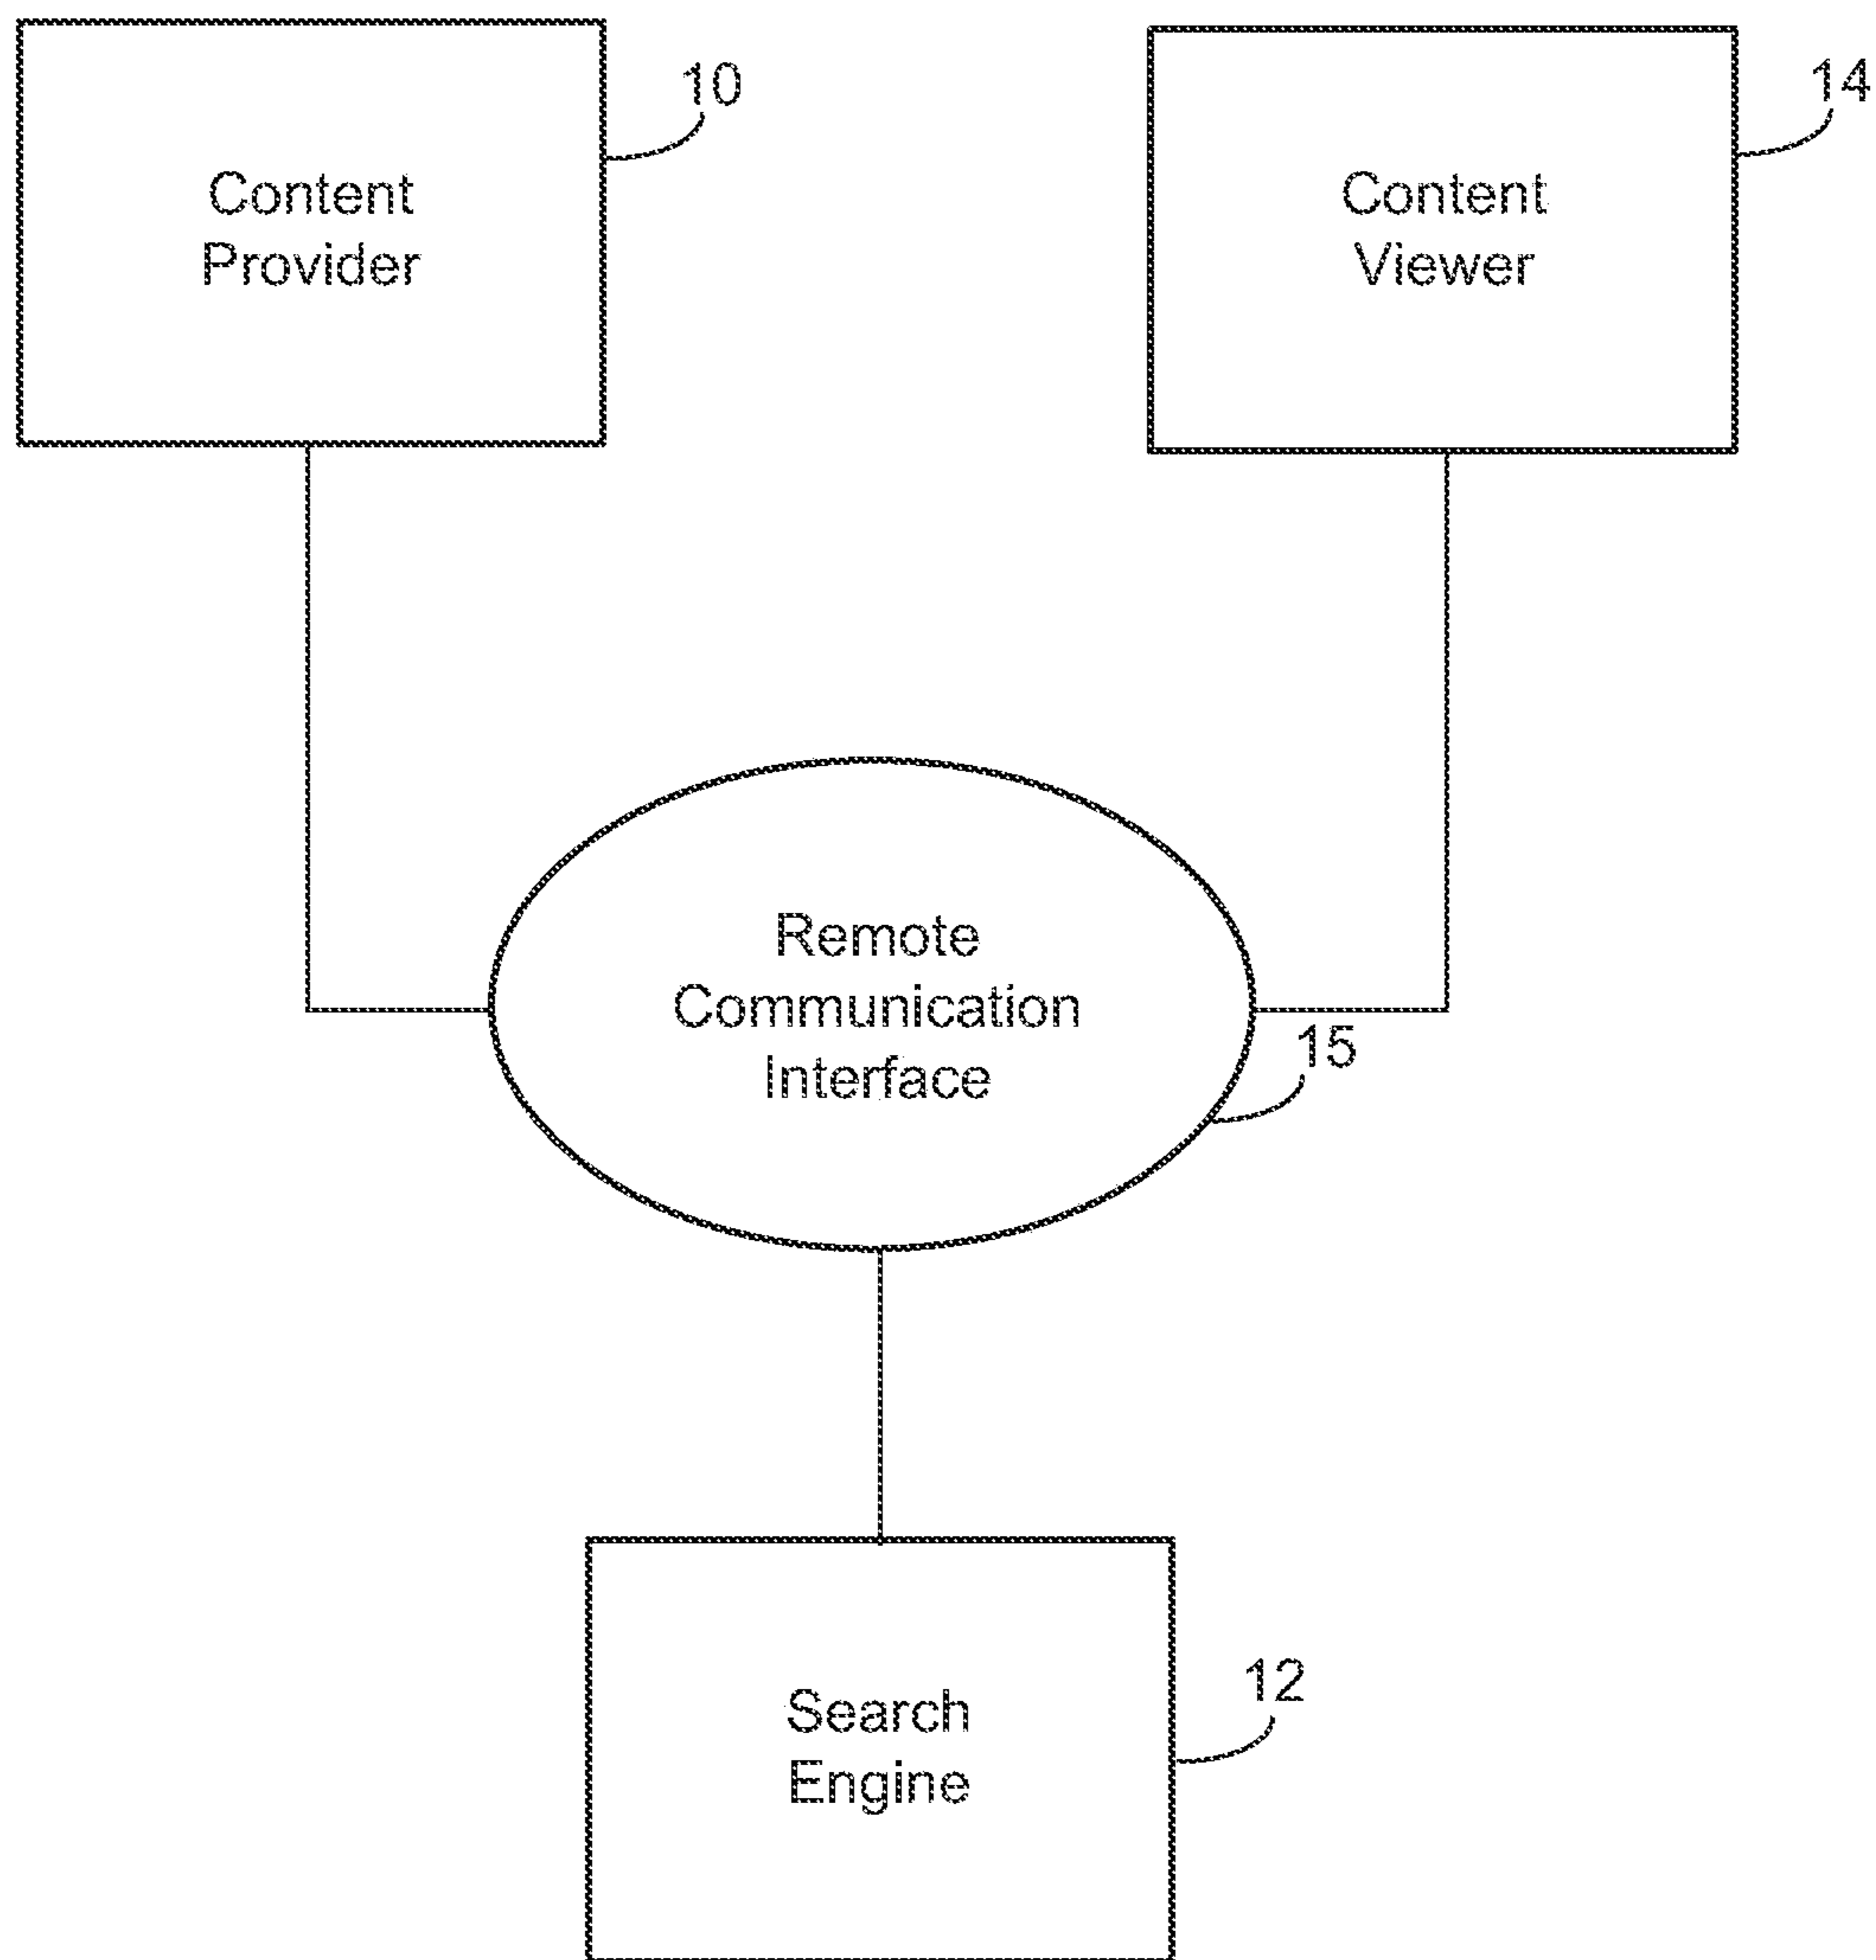 10
Content
Provider
14
Content
Viewer
Remote
Communication
Interface
15
Search
Engine
12